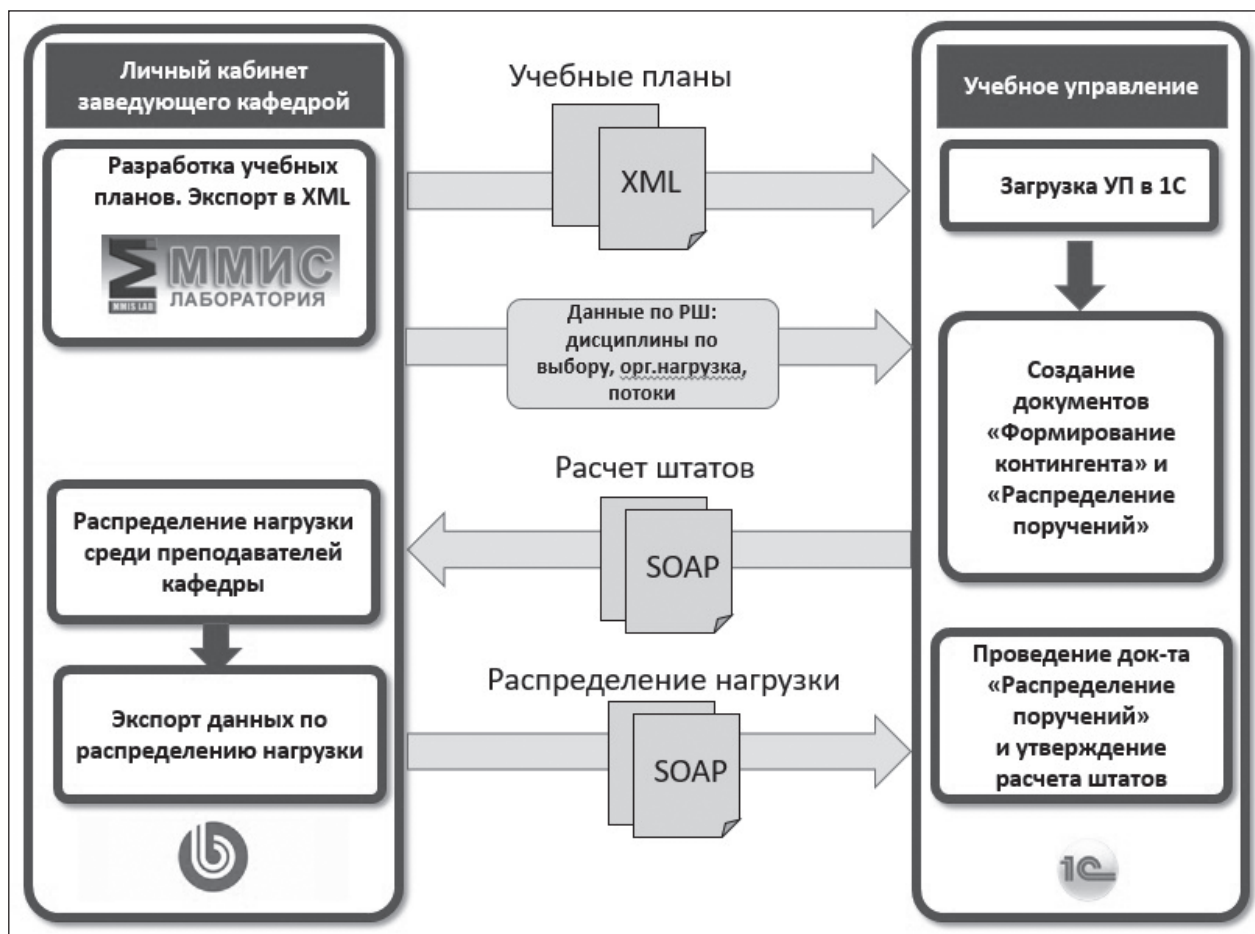 Личный кабинет
заведующего кафедрой
Разработка учебных
планов. Экспорт в XML
ММИС
ЛАБОРАТОРИЯ
MMIS LAB
Распределение нагрузки
среди преподавателей
кафедры
Экспорт данных по
распределению нагрузки
Учебные планы
XML
Данные по РШ:
дисциплины по
выбору, орг.нагрузка,
потоки
Расчет штатов
SOAP
Распределение нагрузки
SOAP
Учебное управление
Загрузка УП в 1С
Создание
документов
«Формирование
контингента» и
«Распределение
поручений»
Проведение док-та
«Распределение
поручений»
и утверждение
расчета штатов
1С